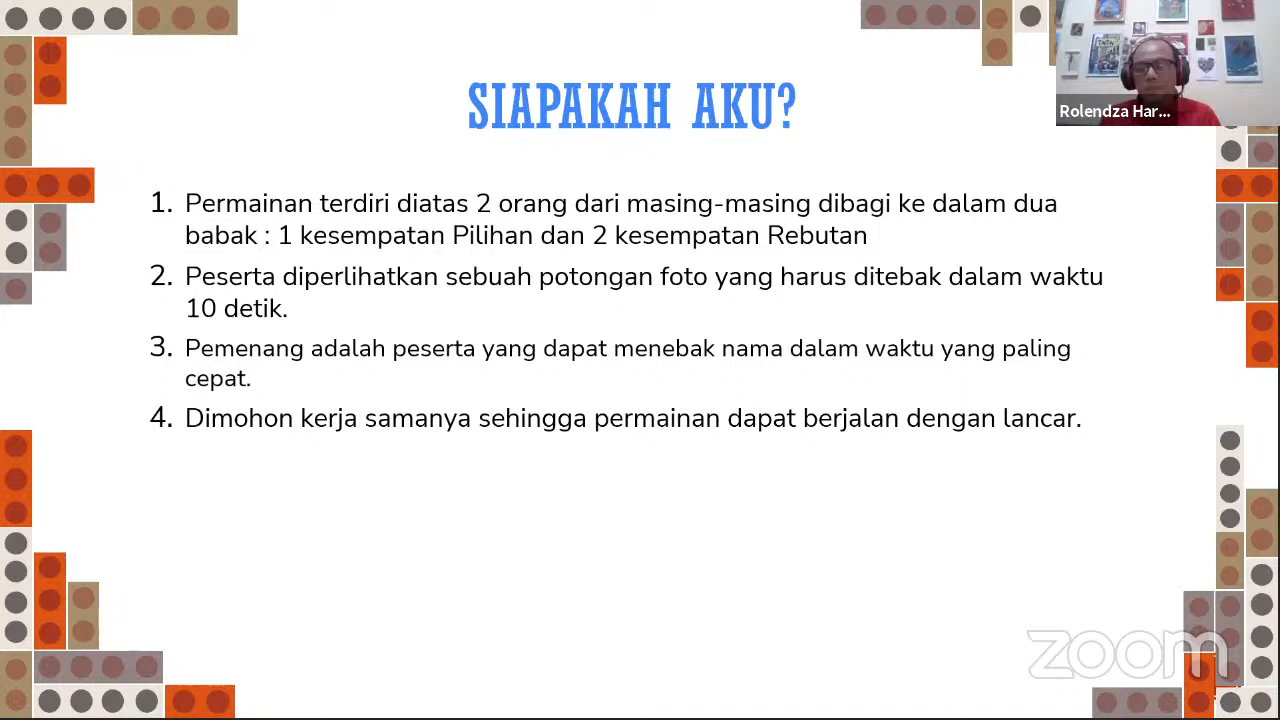 SIAPAKAH AKU?
Rolendza Har...
1. Permainan terdiri diatas 2 orang dari masing-masing dibagi ke dalam dua
babak : 1 kesempatan Pilihan dan 2 kesempatan Rebutan
2. Peserta diperlihatkan sebuah potongan foto yang harus ditebak dalam waktu
10 detik.
3. Pemenang adalah peserta yang dapat menebak nama dalam waktu yang paling
cepat.
4. Dimohon kerja samanya sehingga permainan dapat berjalan dengan lancar.
zoom